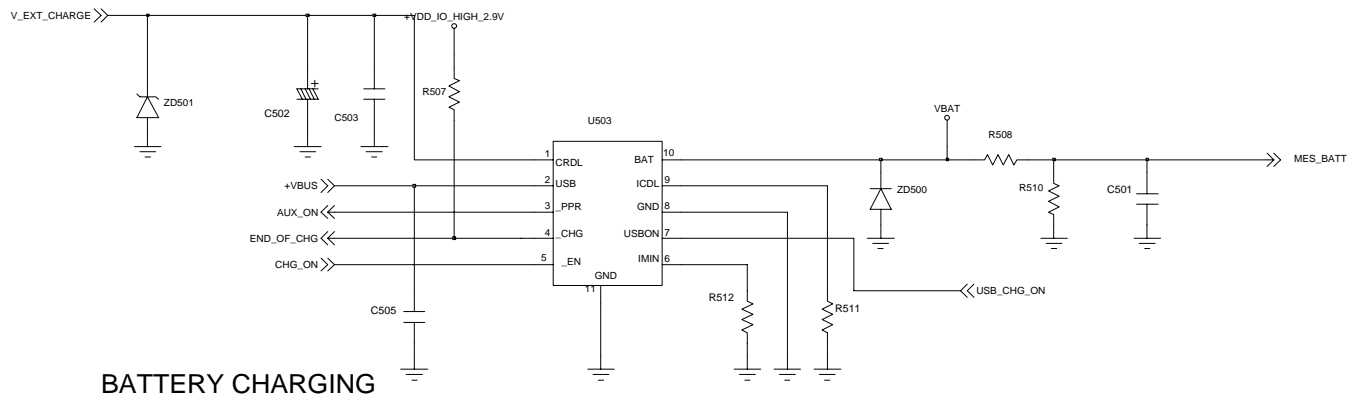 V_EXT_CHARGE
+VDD_IO_HIGH_2.9V
ZD501
C502
+
C503
R507
U503
VBAT
R508
1
CRDL
BAT
10
MES_BATT
+VBUS
2
USB
ICDL
9
ZD500
R510
C501
AUX_ON
3
_PPR
GND
8
END_OF_CHG
4
_CHG
USBON
7
CHG_ON
5
_EN
IMIN
6
GND
11
USB_CHG_ON
C505
R512
R511
BATTERY CHARGING